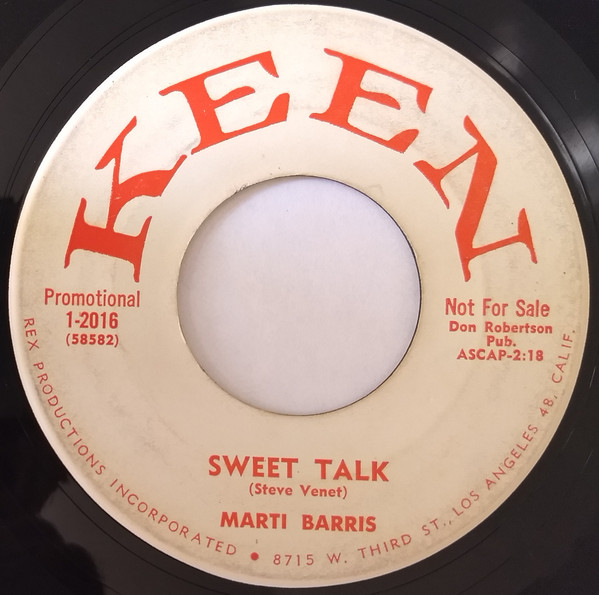 KEEN
Promotional
1-2016
(58582)
Not For Sale
Don Robertson
Pub.
ASCAP-2:18
SWEET TALK
(Steve Venet)
MARTI BARRIS
REX PRODUCTIONS INCORPORATED • 8715 W. THIRD ST., LOS ANGELES 48, CALIF.